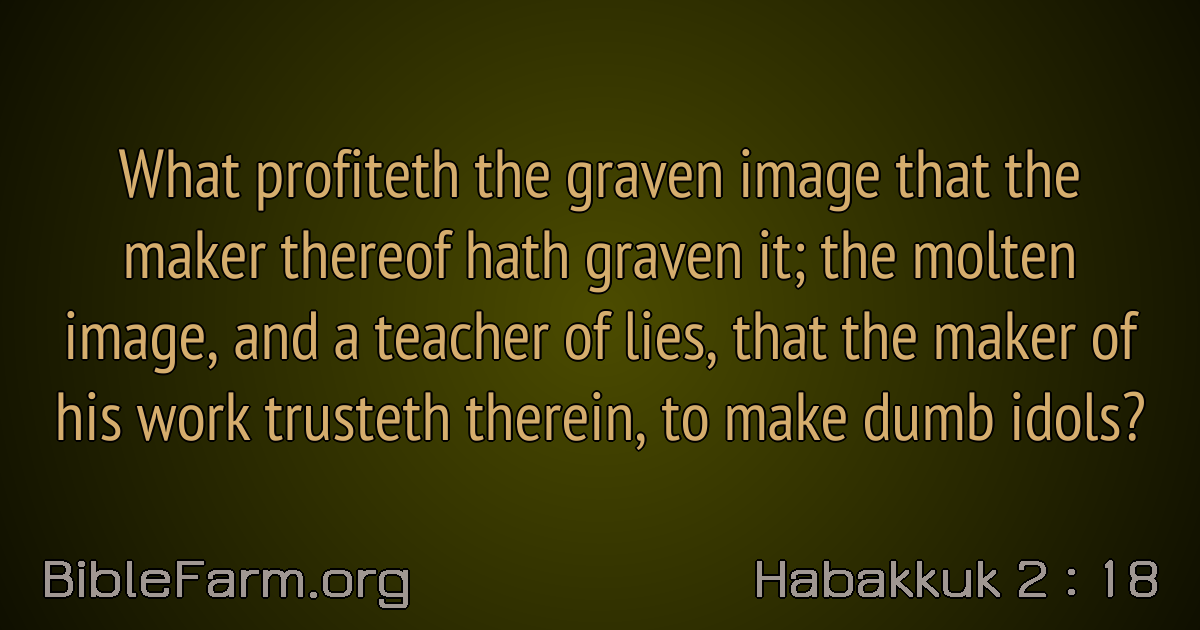 What profiteth the graven image that the
maker thereof hath graven it; the molten
image, and a teacher of lies, that the maker of
his work trusteth therein, to make dumb idols?
BibleFarm.org
Habakkuk 2 : 18